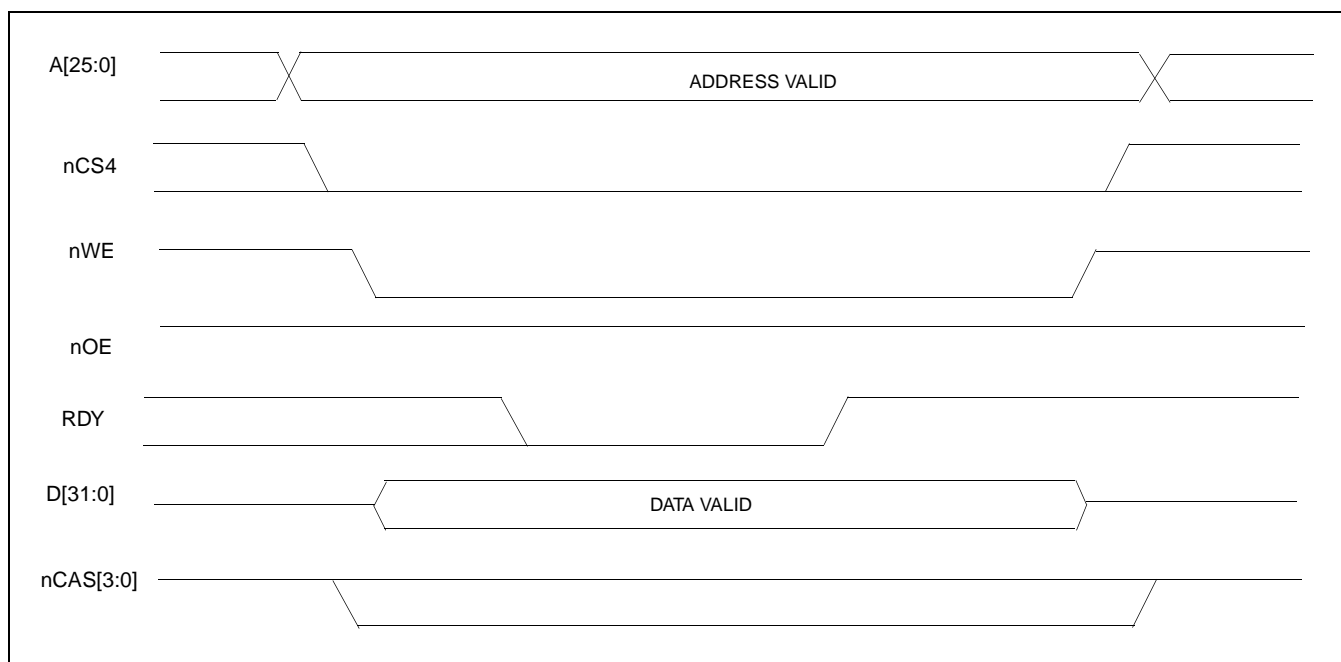 A[25:0]
ADDRESS VALID
nCS4
nWE
nOE
RDY
D[31:0]
DATA VALID
nCAS[3:0]